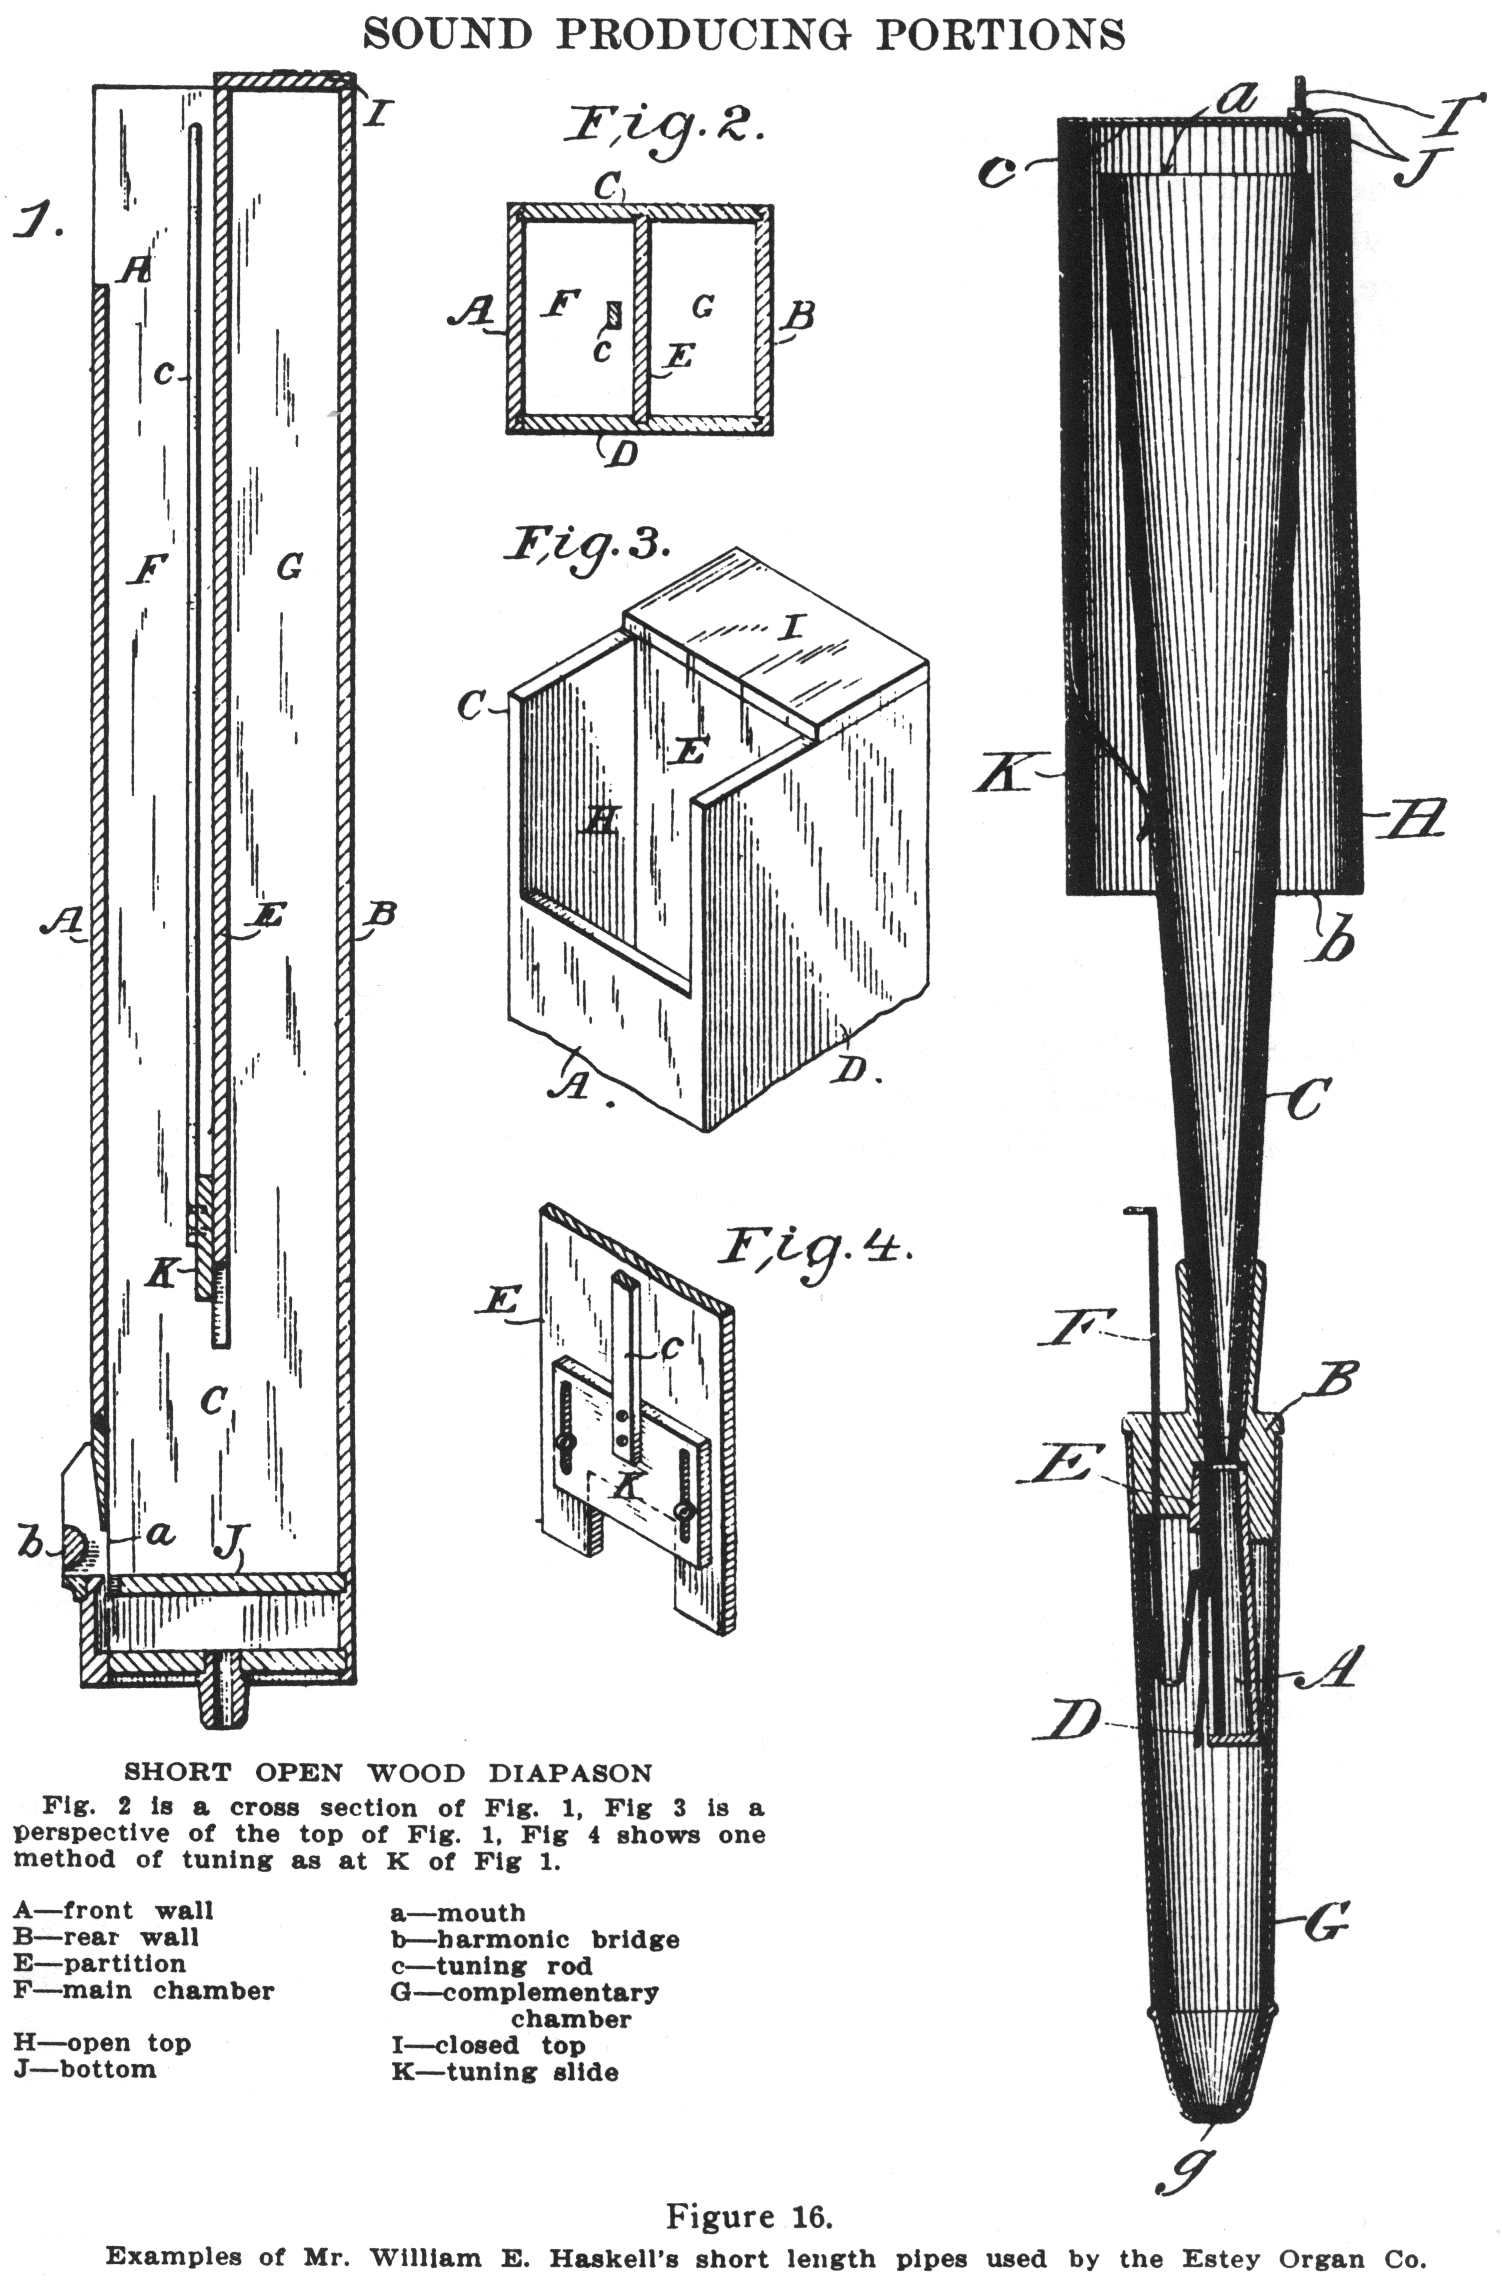 SOUND PRODUCING PORTIONS
1.
I
A
c
F
G
A
E
B
K
C
b
a
J
Fig. 2.
C
A
F
c
G
E
B
D
Fig. 3.
I
C
E
H
A.
D.
Fig. 4.
E
c
K
a
I
J
c
K
H
b
C
F
B
E
A
D
G
g
SHORT OPEN WOOD DIAPASON
Fig. 2 is a cross section of Fig. 1, Fig 3 is a
perspective of the top of Fig. 1, Fig 4 shows one
method of tuning as at K of Fig 1.
A—front wall
B—rear wall
E—partition
F—main chamber
H—open top
J—bottom
a—mouth
b—harmonic bridge
c—tuning rod
G—complementary
chamber
I—closed top
K—tuning slide
Figure 16.
Examples of Mr. William E. Haskell's short length pipes used by the Estey Organ Co.